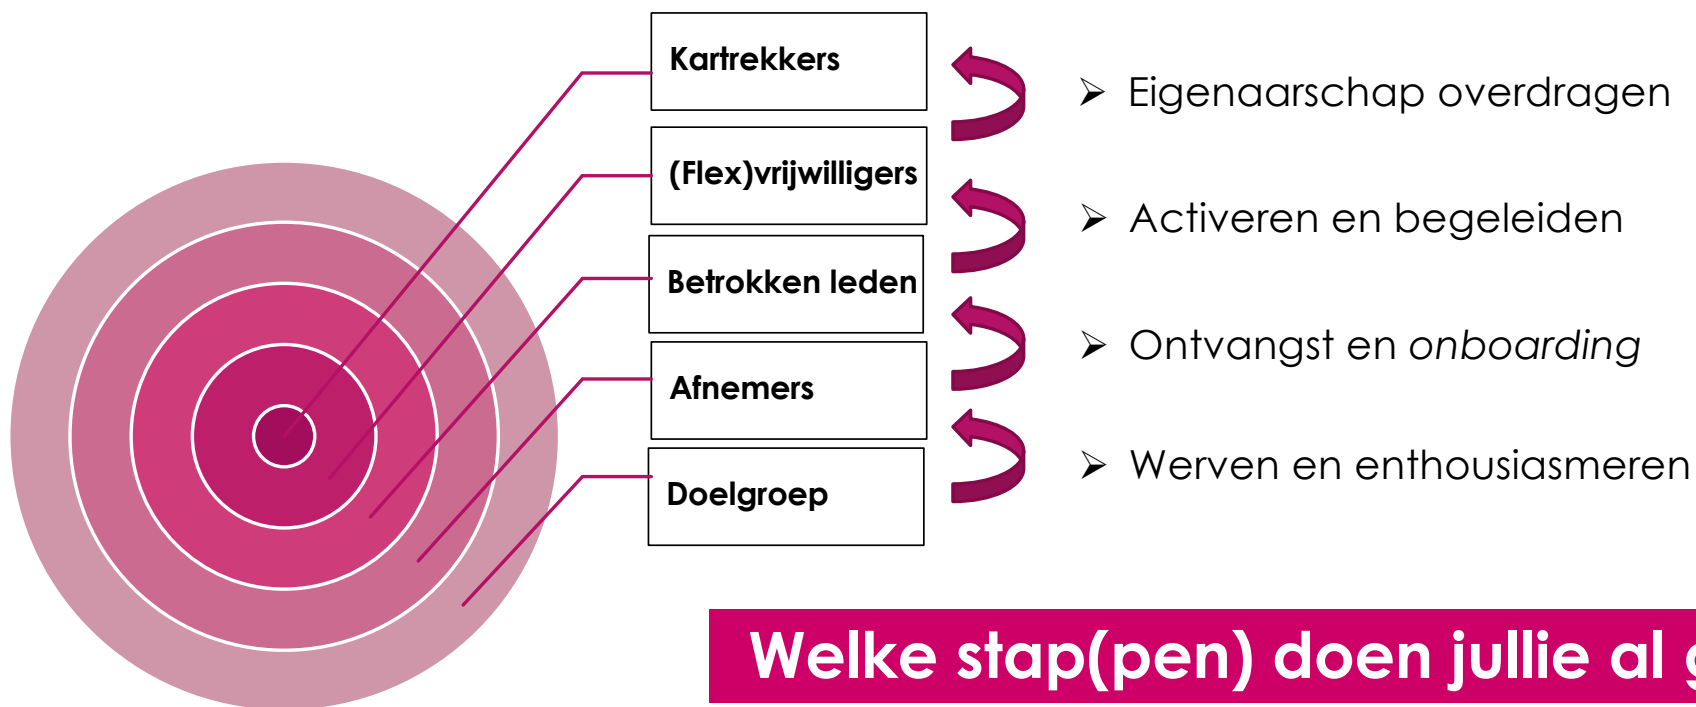 Kartrekkers
(Flex)vrijwilligers
Betrokken leden
Afnemers
Doelgroep
➢ Eigenaarschap overdragen
➢ Activeren en begeleiden
➢ Ontvangst en onboarding
➢ Werven en enthousiasmeren
Welke stap(pen) doen jullie al